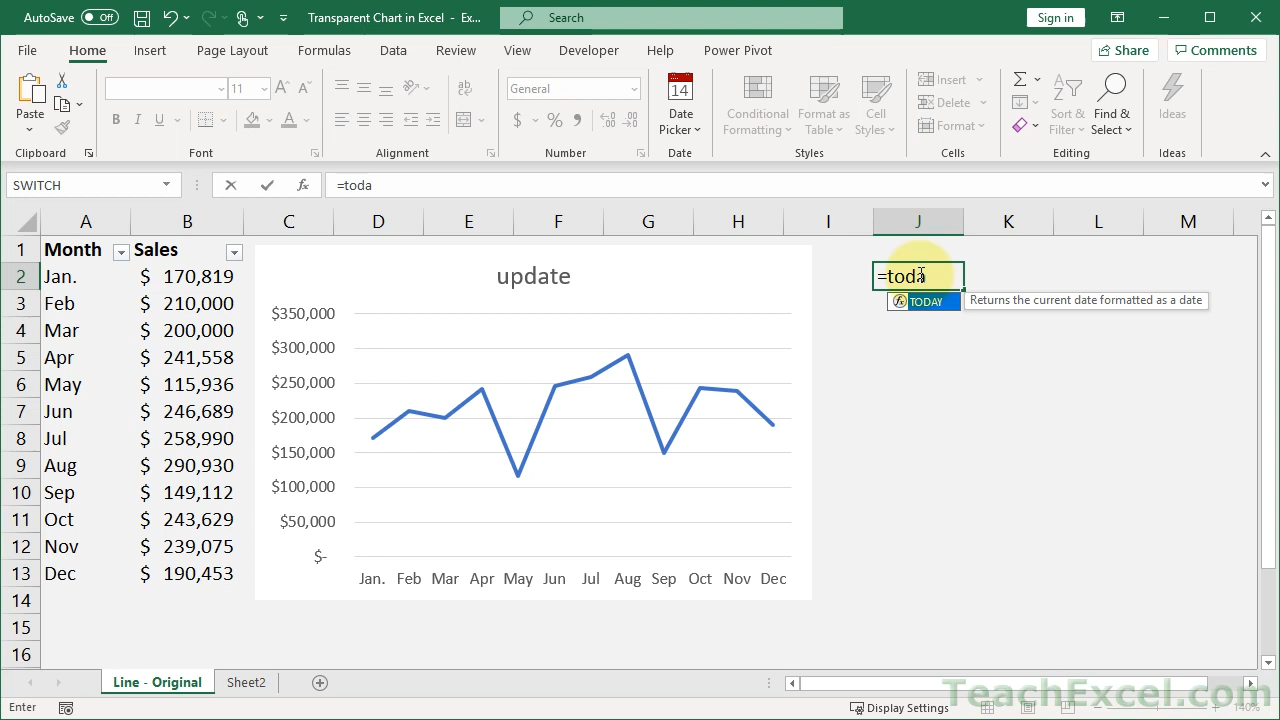 AutoSave Off
Transparent Chart in Excel - Ex...
Search
Sign in
File Home Insert Page Layout Formulas Data Review View Developer Help Power Pivot
Share Comments
Paste
11
General
14
Date Picker
Conditional Formatting
Format as Table
Cell Styles
Insert
Delete
Format
Sort & Filter
Find & Select
Ideas
Clipboard Font Alignment Number Date Styles Cells Editing Ideas
SWITCH
fx
=toda
A B C D E F G H I J K L M
1 Month Sales
2 Jan. $ 170,819
3 Feb $ 210,000
4 Mar $ 200,000
5 Apr $ 241,558
6 May $ 115,936
7 Jun $ 246,689
8 Jul $ 258,990
9 Aug $ 290,930
10 Sep $ 149,112
11 Oct $ 243,629
12 Nov $ 239,075
13 Dec $ 190,453
14
15
16
update
$350,000
$300,000
$250,000
$200,000
$150,000
$100,000
$50,000
$-
Jan. Feb Mar Apr May Jun Jul Aug Sep Oct Nov Dec
=toda
TODAY
Returns the current date formatted as a date
Line - Original Sheet2
Enter
Display Settings
140%
TeachExcel.com